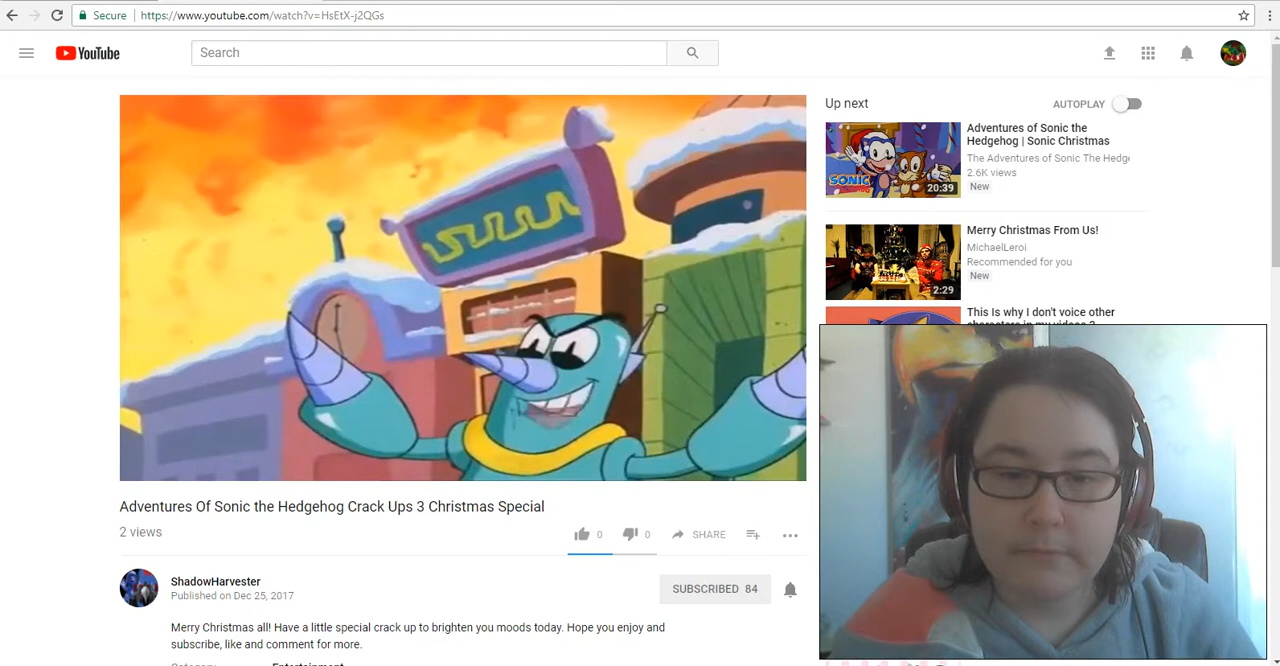 Secure https://www.youtube.com/watch?v=HsEtX-j2QGs
YouTube
Search
Up next
AUTOPLAY
SONIC
20:39
Adventures of Sonic the
Hedgehog | Sonic Christmas
The Adventures of Sonic The Hedge
2.6K views
New
2:29
Merry Christmas From Us!
MichaelLeroi
Recommended for you
New
This is why I don't voice other
Adventures Of Sonic the Hedgehog Crack Ups 3 Christmas Special
2 views
0
0
SHARE
ShadowHarvester
Published on Dec 25, 2017
SUBSCRIBED 84
Merry Christmas all! Have a little special crack up to brighten you moods today. Hope you enjoy and
subscribe, like and comment for more.